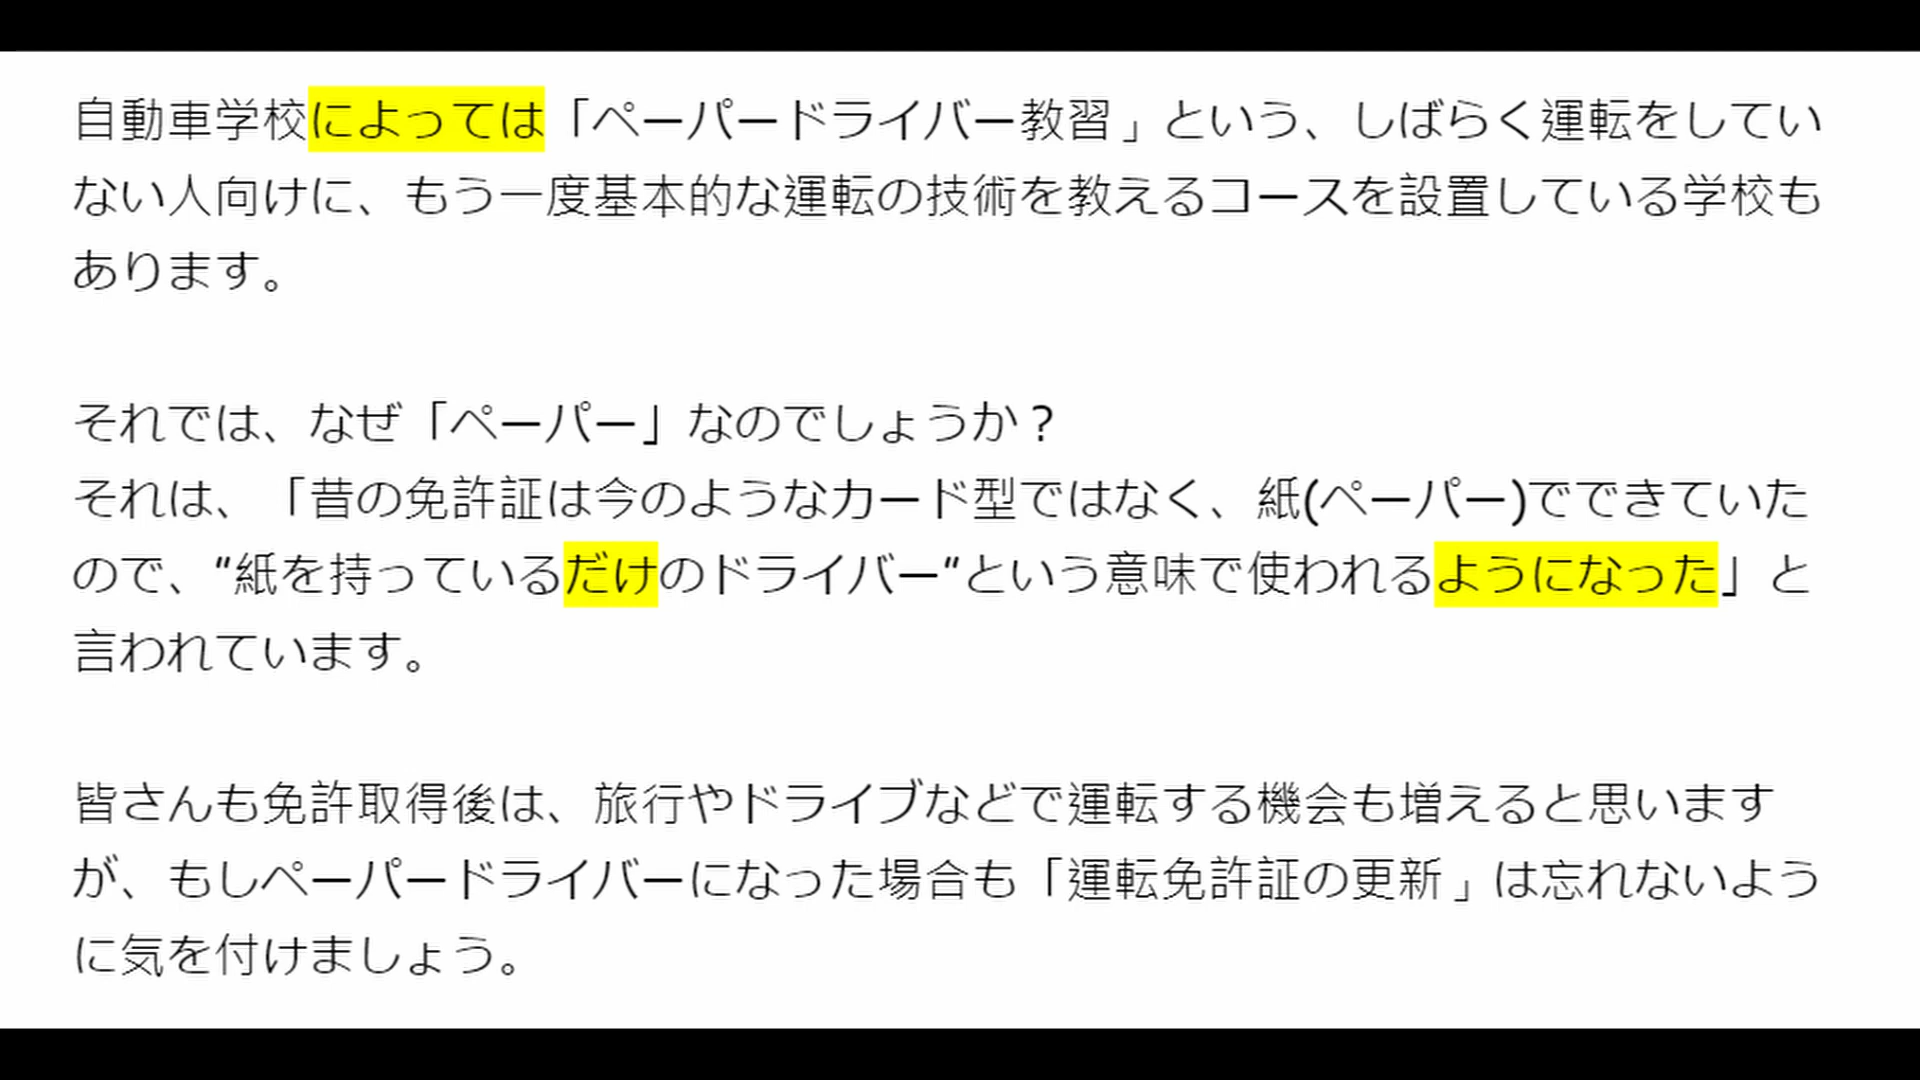 自動車学校によっては「ペーパードライバー教習」という、しばらく運転をしてい
ない人向けに、もう一度基本的な運転の技術を教えるコースを設置している学校も
あります。
それでは、なぜ「ペーパー」なのでしょうか？
それは、「昔の免許証は今のようなカード型ではなく、紙(ペーパー)でできていた
ので、”紙を持っているだけのドライバー”という意味で使われるようになった」と
言われています。
皆さんも免許取得後は、旅行やドライブなどで運転する機会も増えると思います
が、もしペーパードライバーになった場合も「運転免許証の更新」は忘れないよう
に気を付けましょう。